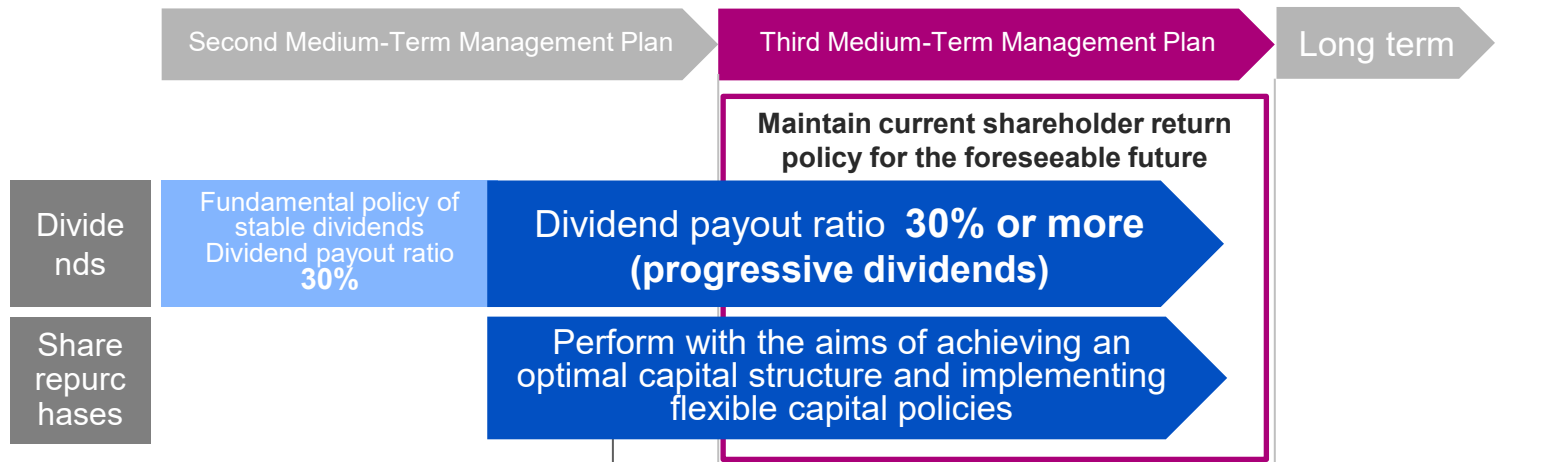 Second Medium-Term Management Plan
Third Medium-Term Management Plan
Long term
Maintain current shareholder return
policy for the foreseeable future
Divide
nds
Fundamental policy of
stable dividends
Dividend payout ratio
30%
Dividend payout ratio 30% or more
(progressive dividends)
Share
repurc
hases
Perform with the aims of achieving an
optimal capital structure and implementing
flexible capital policies